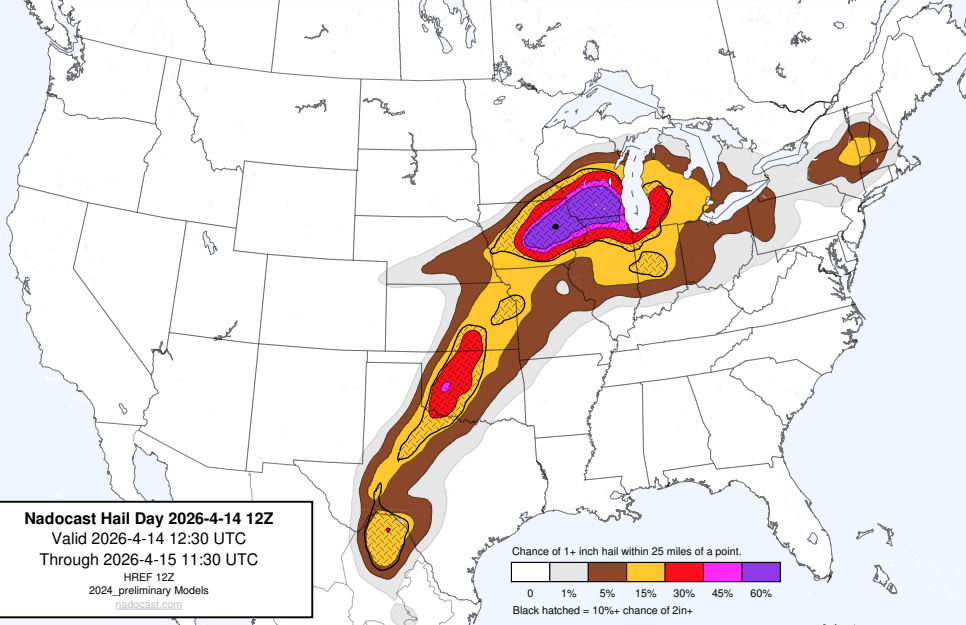 Nadocast Hail Day 2026-4-14 12Z
Valid 2026-4-14 12:30 UTC
Through 2026-4-15 11:30 UTC
HREF 12Z
2024_preliminary Models
nadocast.com
Chance of 1+ inch hail within 25 miles of a point.
0 1% 5% 15% 30% 45% 60%
Black hatched = 10%+ chance of 2in+